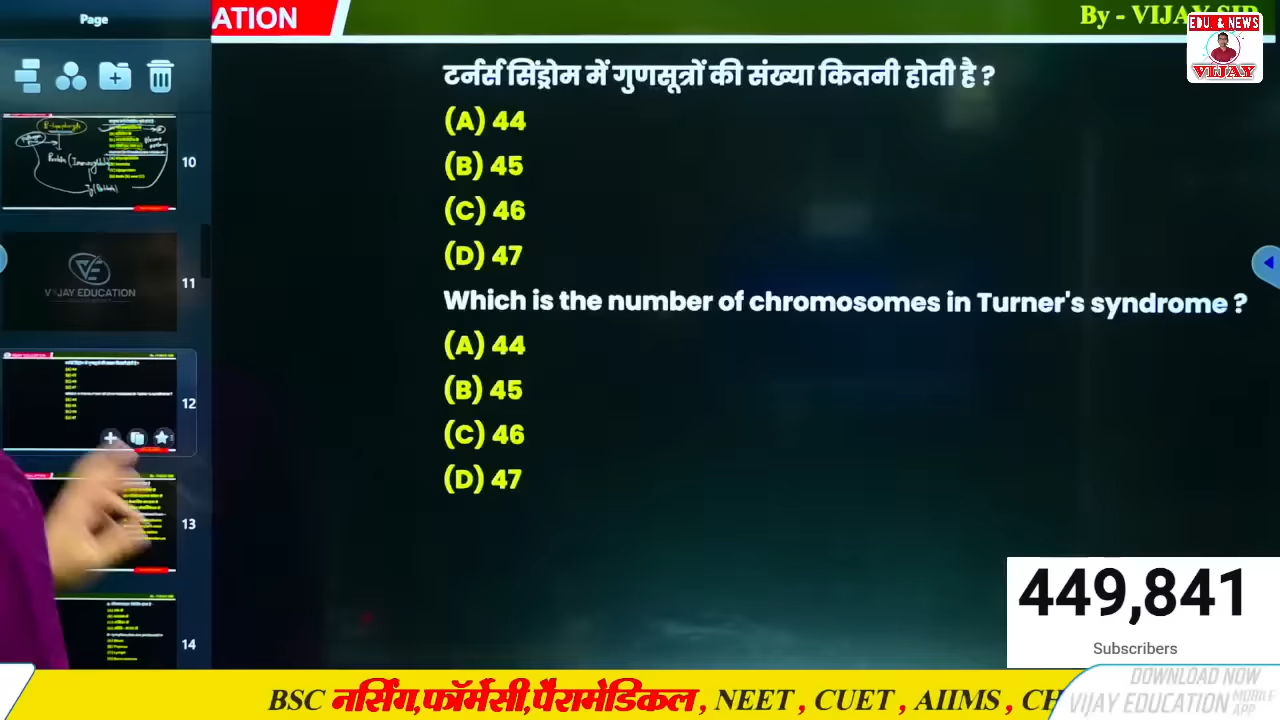 Page
ATION
By - VIJAY SIR
EDU. & NEWS
VIJAY
टर्नर्स सिंड्रोम में गुणसूत्रों की संख्या कितनी होती है ?
(A) 44
(B) 45
(C) 46
(D) 47
Which is the number of chromosomes in Turner's syndrome ?
(A) 44
(B) 45
(C) 46
(D) 47
10
11
VIJAY EDUCATION
12
13
14
449,841
Subscribers
BSC नर्सिंग,फॉर्मेसी,पैरामेडिकल , NEET , CUET , AIIMS , CH
DOWNLOAD NOW
VIJAY EDUCATION MOBILE APP